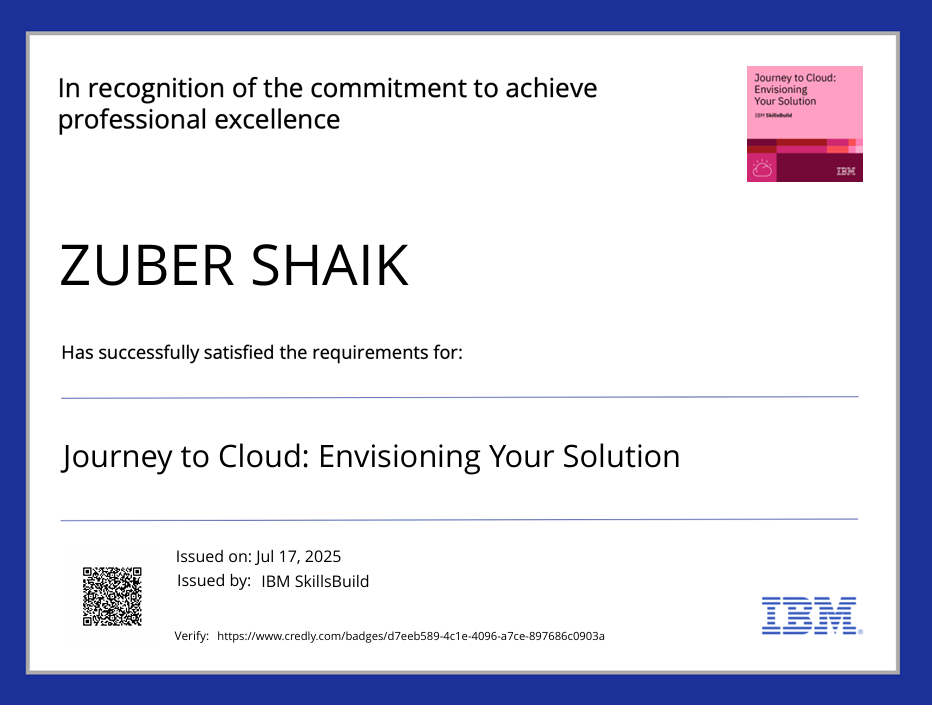 In recognition of the commitment to achieve
professional excellence
Journey to Cloud:
Envisioning
Your Solution
IBM SkillsBuild
IBM
ZUBER SHAIK
Has successfully satisfied the requirements for:
Journey to Cloud: Envisioning Your Solution
Issued on: Jul 17, 2025
Issued by: IBM SkillsBuild
Verify: https://www.credly.com/badges/d7eeb589-4c1e-4096-a7ce-897686c0903a
IBM®